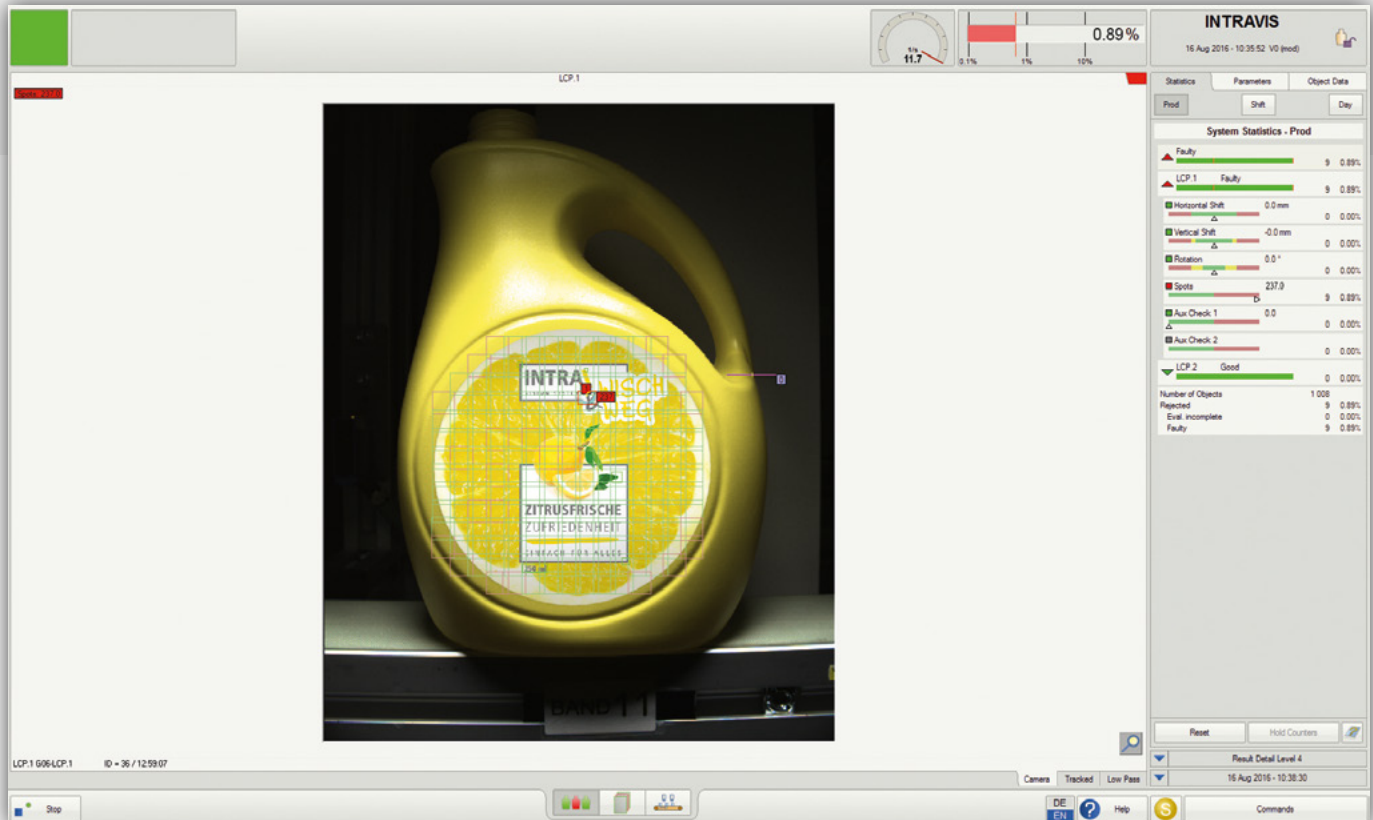 1/s
11.7
0.89%
0.1%
1%
10%
INTRAVIS
16 Aug 2016 - 10:35:52 V0 (mod)
LCP.1
Spots: 237.0
INTRA
WISCH
WEG
ZITRUSFRISCHE
ZUFRIEDENHEIT
EINFACH FÜR ALLES
250 ml
0
BAND 11
Statistics
Parameters
Object Data
Prod
Shift
Day
System Statistics - Prod
Faulty
9 0.89%
LCP.1 Faulty
9 0.89%
Horizontal Shift 0.0 mm
0 0.00%
Vertical Shift -0.0 mm
0 0.00%
Rotation 0.0 °
0 0.00%
Spots 237.0
9 0.89%
Aux Check 1 0.0
0 0.00%
Aux Check 2
0 0.00%
LCP.2 Good
0 0.00%
Number of Objects 1 008
Rejected 9 0.89%
Eval. incomplete 0 0.00%
Faulty 9 0.89%
Reset
Hold Counters
Result Detail Level 4
16 Aug 2016 - 10:38:30
LCP.1 G06-LCP.1 ID = 36 / 12:59:07
Camera
Tracked
Low Pass
Stop
DE
EN
Help
S
Commands